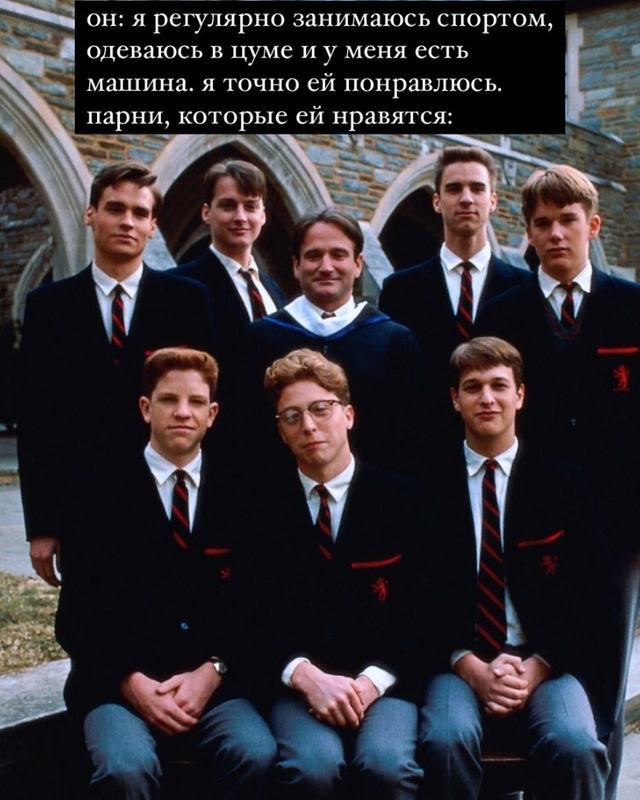 он: я регулярно занимаюсь спортом,
одеваюсь в цуме и у меня есть
машина. я точно ей понравлюсь.
парни, которые ей нравятся: